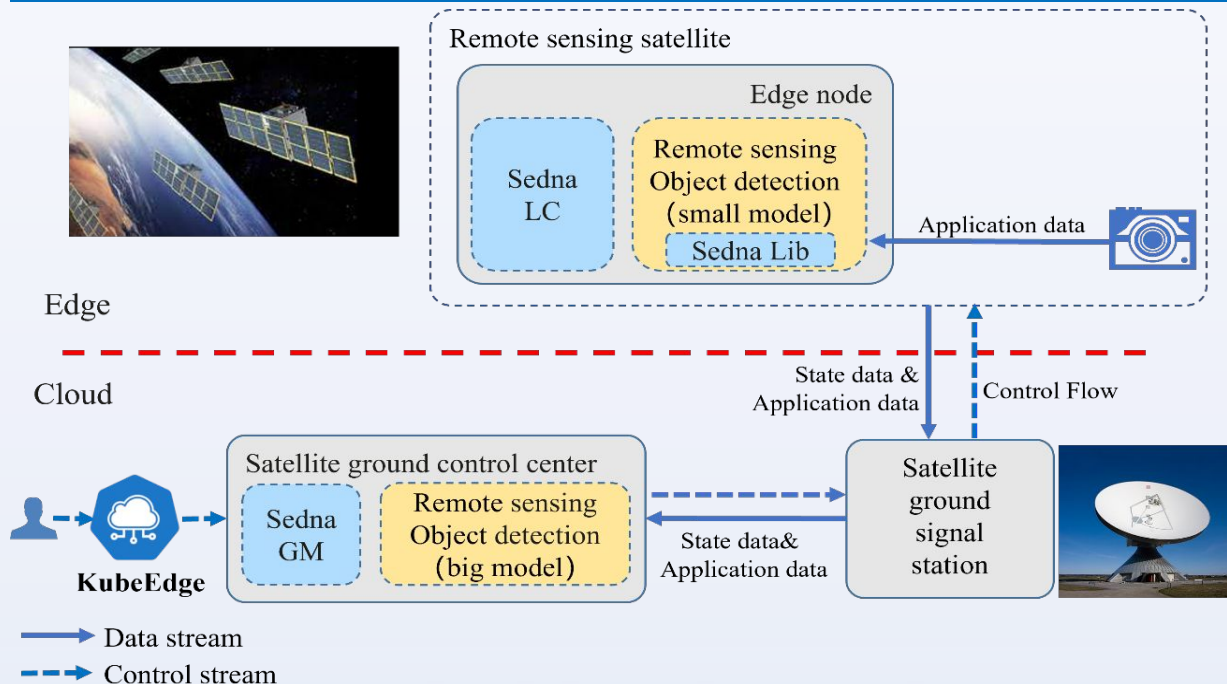 Remote sensing satellite
Edge node
Sedna
LC
Remote sensing
Object detection
(small model)
Sedna Lib
Application data
Edge
Cloud
State data &
Application data
Control Flow
Satellite ground control center
Sedna
GM
Remote sensing
Object detection
(big model)
KubeEdge
State data&
Application data
Satellite
ground
signal
station
Data stream
Control stream